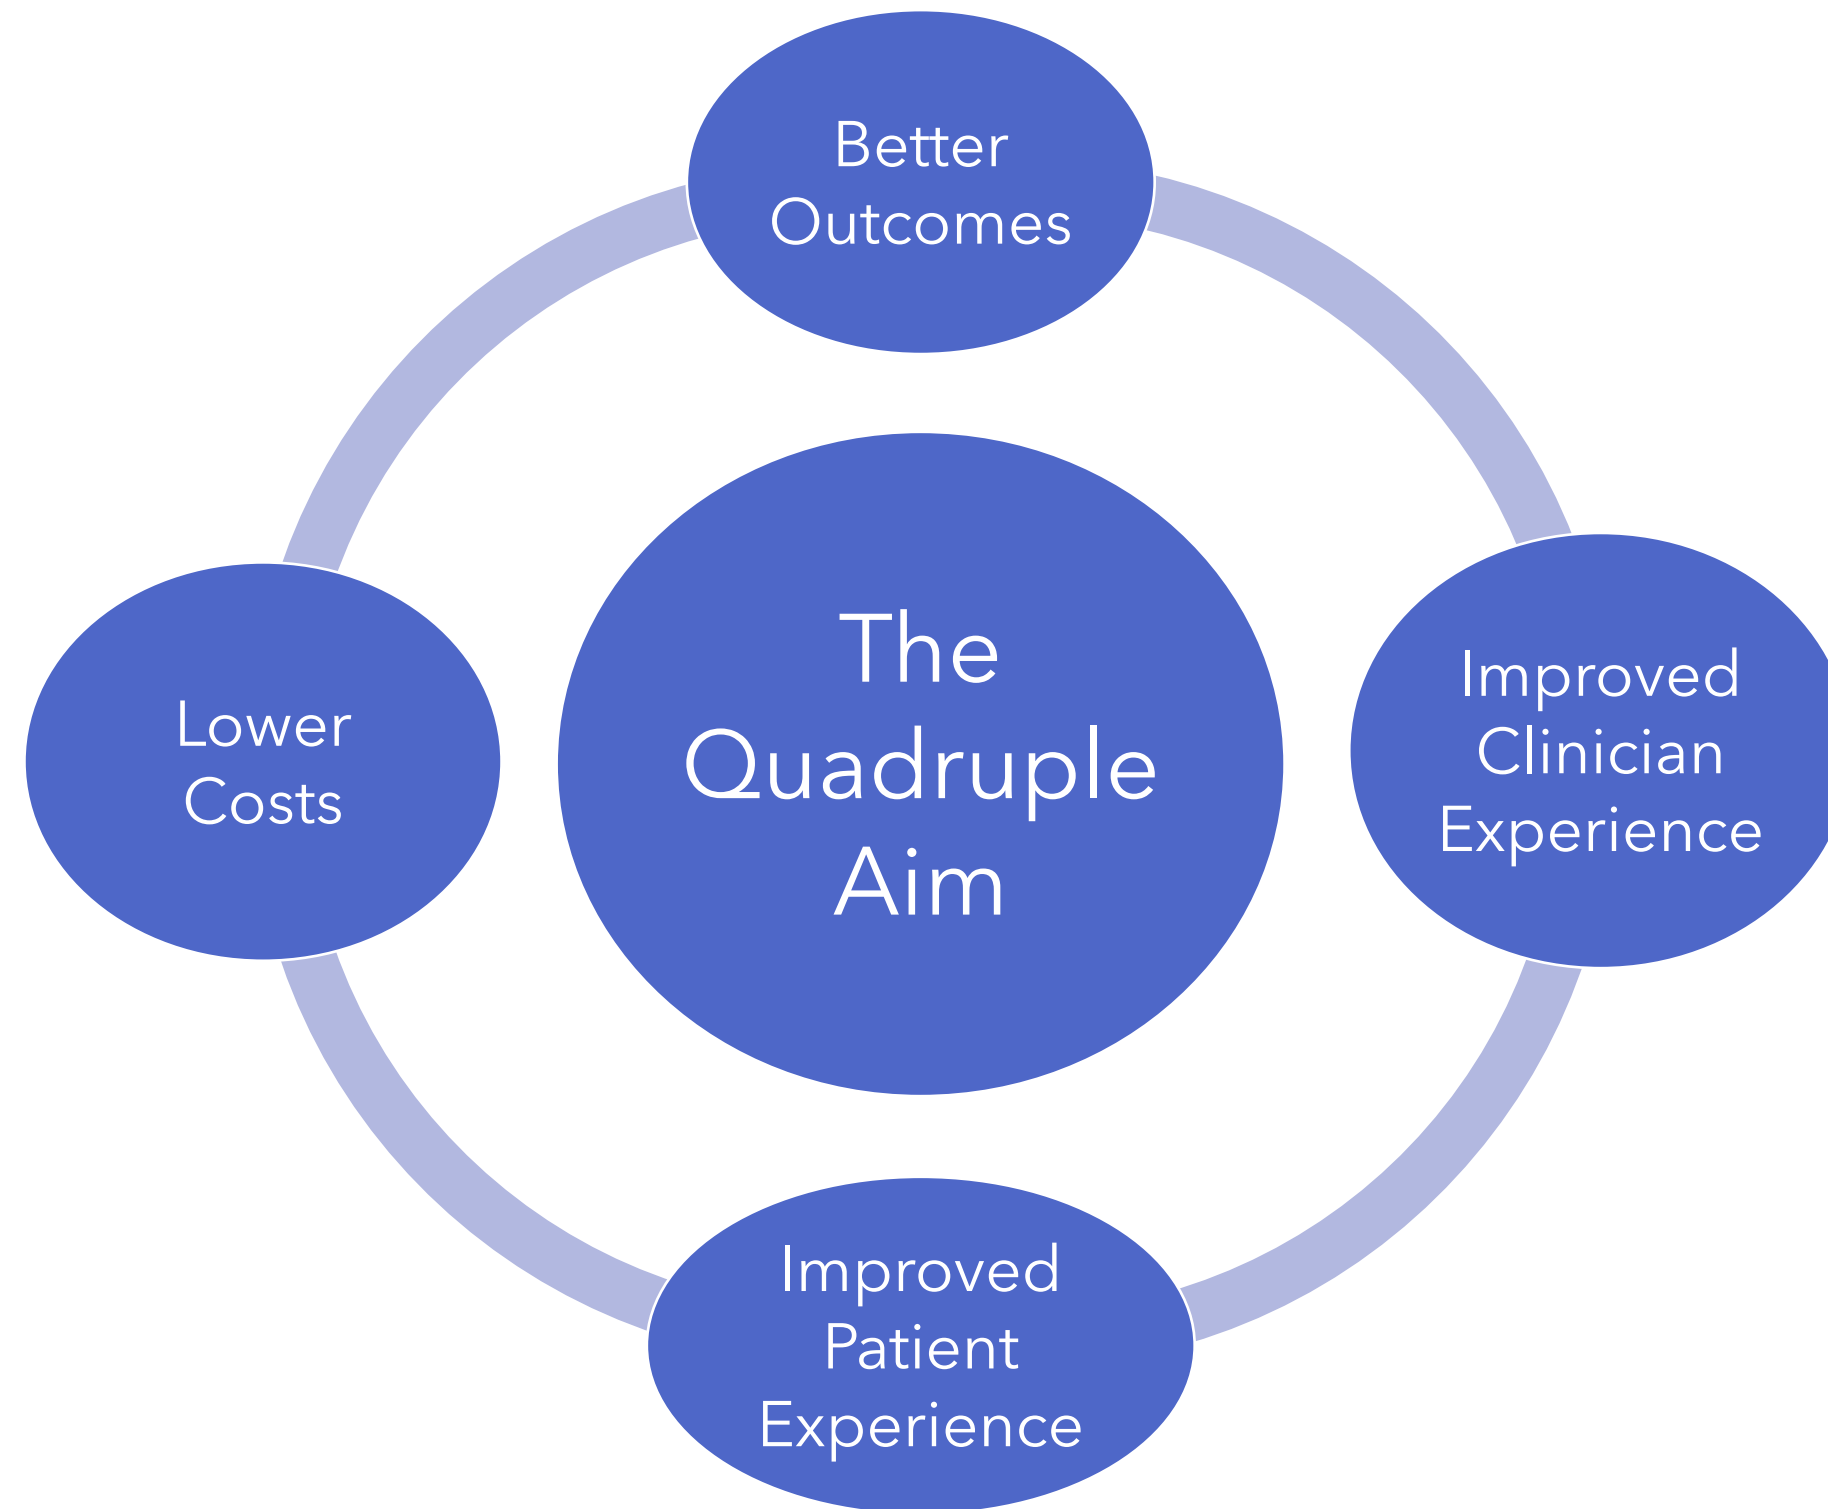 Better
Outcomes
The
Quadruple
Aim
Improved
Clinician
Experience
Lower
Costs
Improved
Patient
Experience